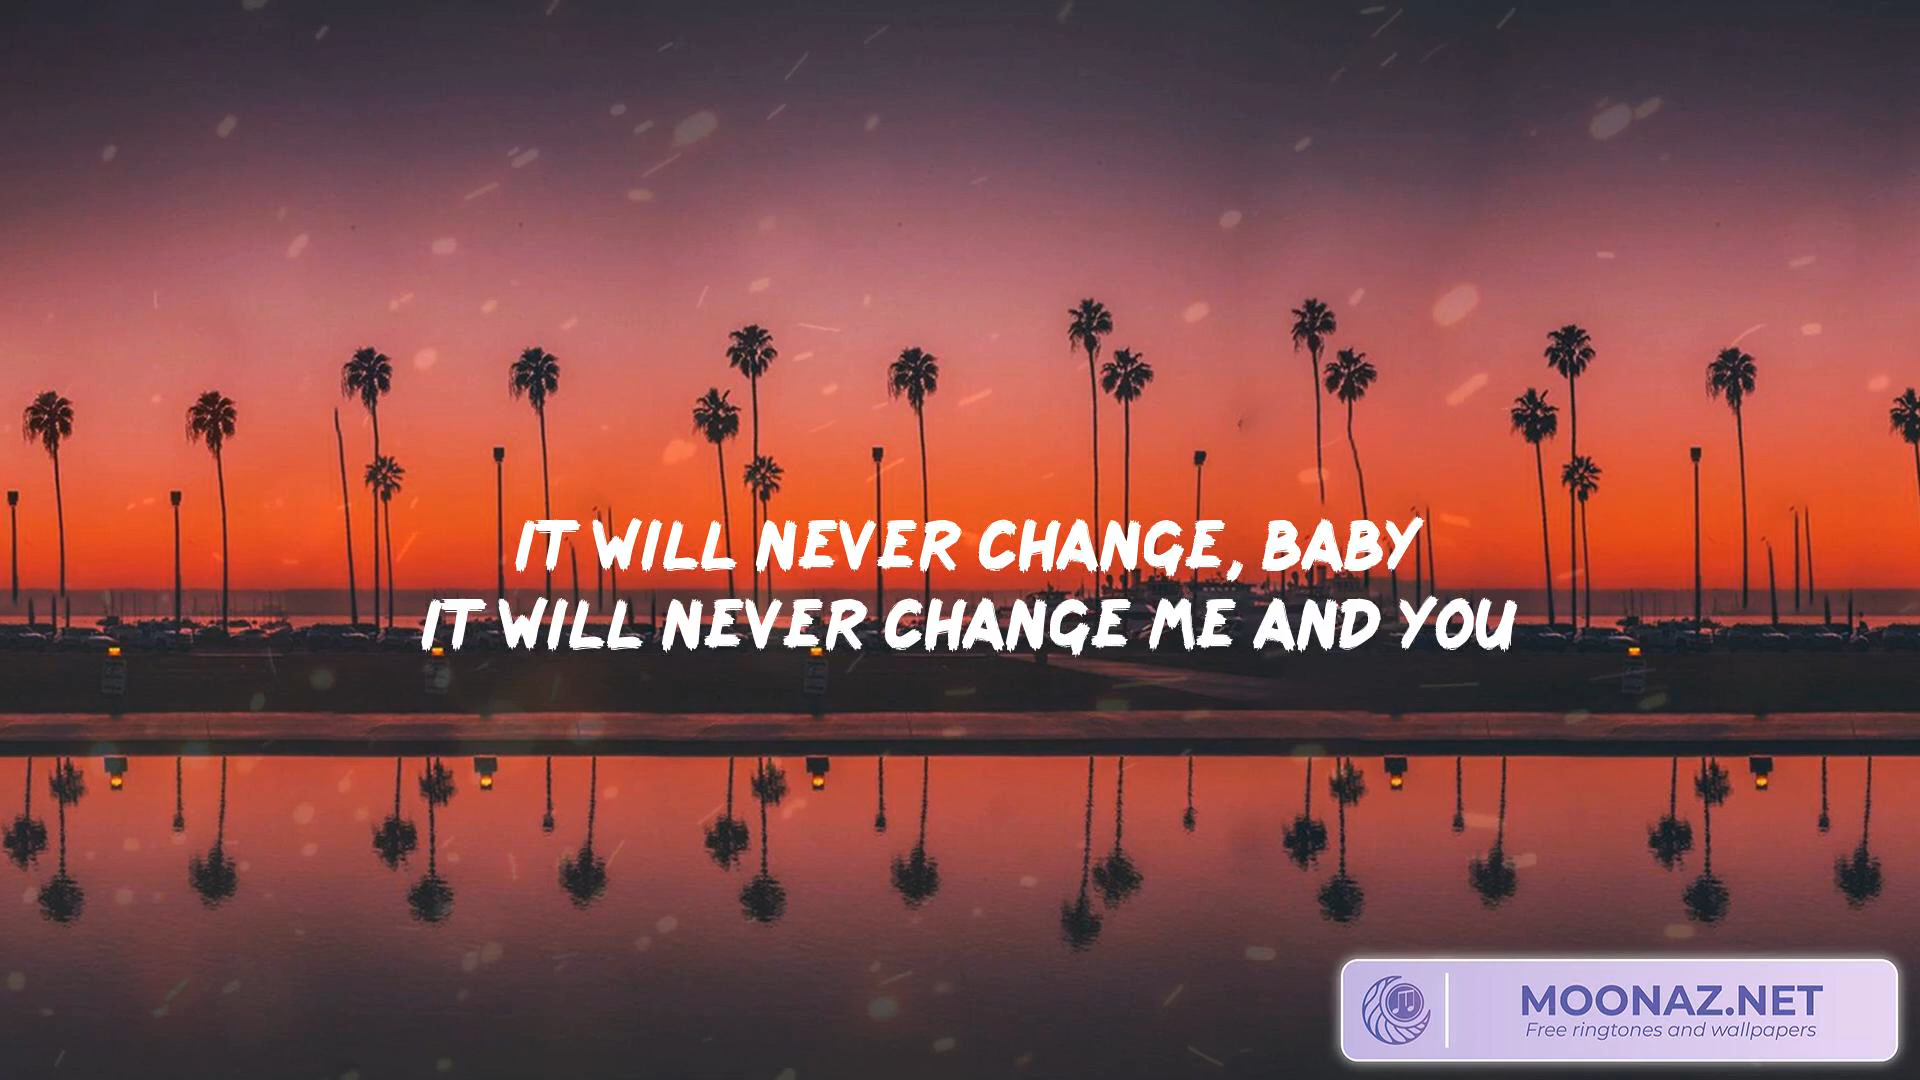 IT WILL NEVER CHANGE, BABY
IT WILL NEVER CHANGE ME AND YOU
MOONAZ.NET
Free ringtones and wallpapers